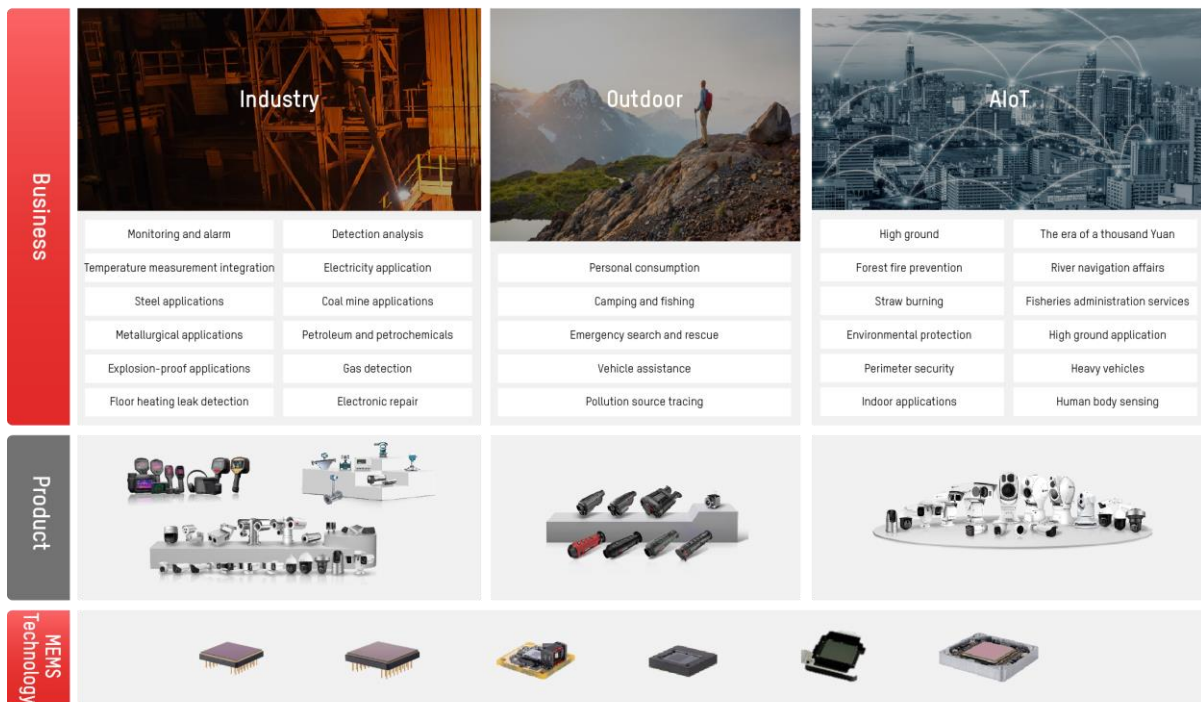 Business
Industry
Monitoring and alarm
Detection analysis
Temperature measurement integration
Electricity application
Steel applications
Coal mine applications
Metallurgical applications
Petroleum and petrochemicals
Explosion-proof applications
Gas detection
Floor heating leak detection
Electronic repair
Outdoor
Personal consumption
Camping and fishing
Emergency search and rescue
Vehicle assistance
Pollution source tracing
AIoT
High ground
The era of a thousand Yuan
Forest fire prevention
River navigation affairs
Straw burning
Fisheries administration services
Environmental protection
High ground application
Perimeter security
Heavy vehicles
Indoor applications
Human body sensing
Product
MEMS
Technology